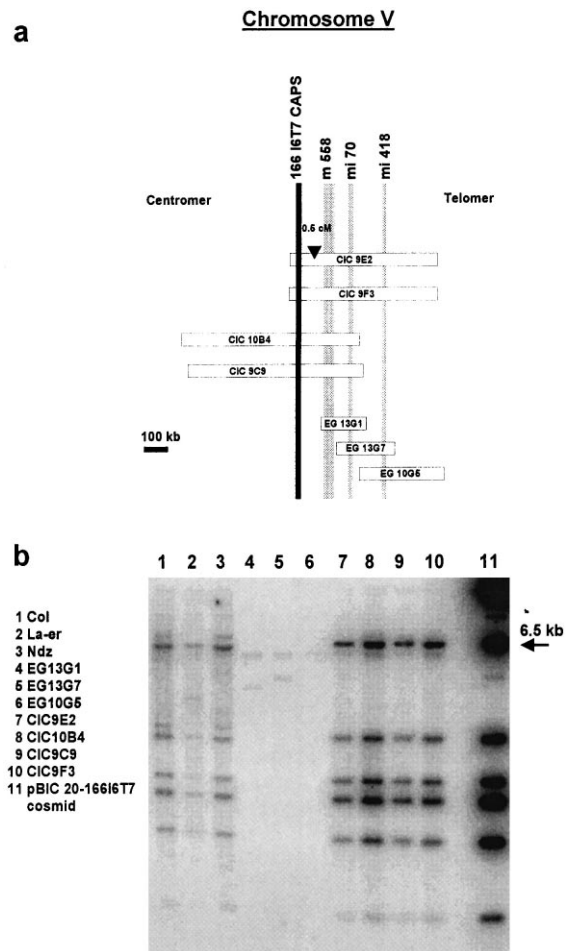 a
Chromosome V
166 I6T7 CAPS
m 558
mi 70
mi 418
Centromer
Telomer
0.5 cM
CIC 9E2
CIC 9F3
CIC 10B4
CIC 9C9
EG 13G1
EG 13G7
EG 10G5
100 kb
b
1 2 3 4 5 6 7 8 9 10 11
1 Col
2 La-er
3 Ndz
4 EG13G1
5 EG13G7
6 EG10G5
7 CIC9E2
8 CIC10B4
9 CIC9C9
10 CIC9F3
11 pBIC 20-166I6T7
cosmid
6.5 kb